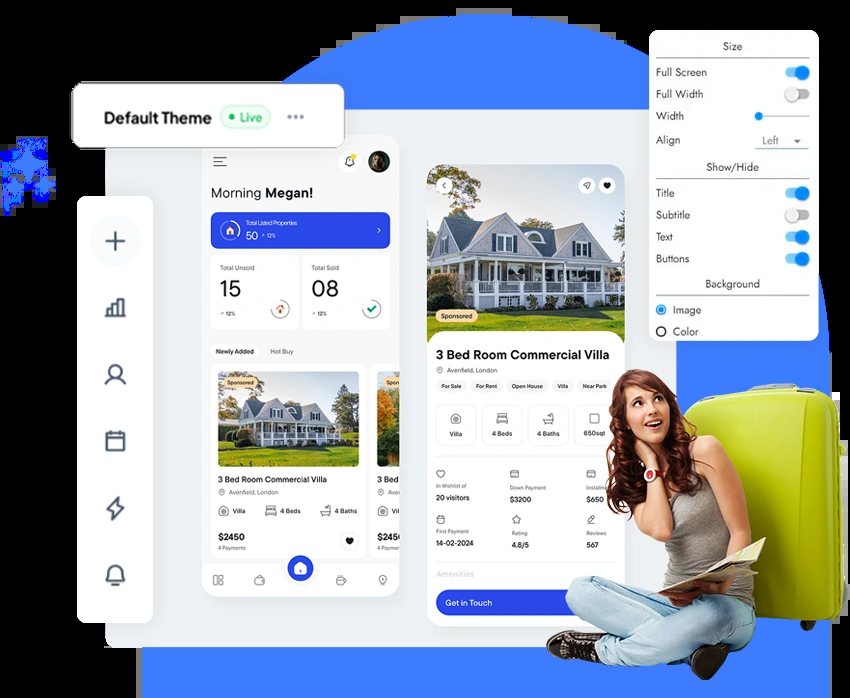 Default Theme
Live
Morning Megan!
Total Listed Properties
50
12%
Total Unsold
15
12%
Total Sold
08
12%
Newly Added
Hot Buy
Sponsored
3 Bed Room Commercial Villa
Avenfield, London
Villa
4 Beds
4 Baths
$2450
4 Payments
Spon
3 Bed
Aven
Vi
$245
4 Paym
Sponsored
3 Bed Room Commercial Villa
Avenfield, London
For Sale
For Rent
Open House
Villa
Near Park
Villa
4 Beds
4 Baths
650sqt
In Wishlist of
20 visitors
Down Payment
$3200
$650
First Payment
14-02-2024
Rating
4.8/5
Reviews
567
Amenities
Get in Touch
Size
Full Screen
Full Width
Width
Align
Left
Show/Hide
Title
Subtitle
Text
Buttons
Background
Image
Color